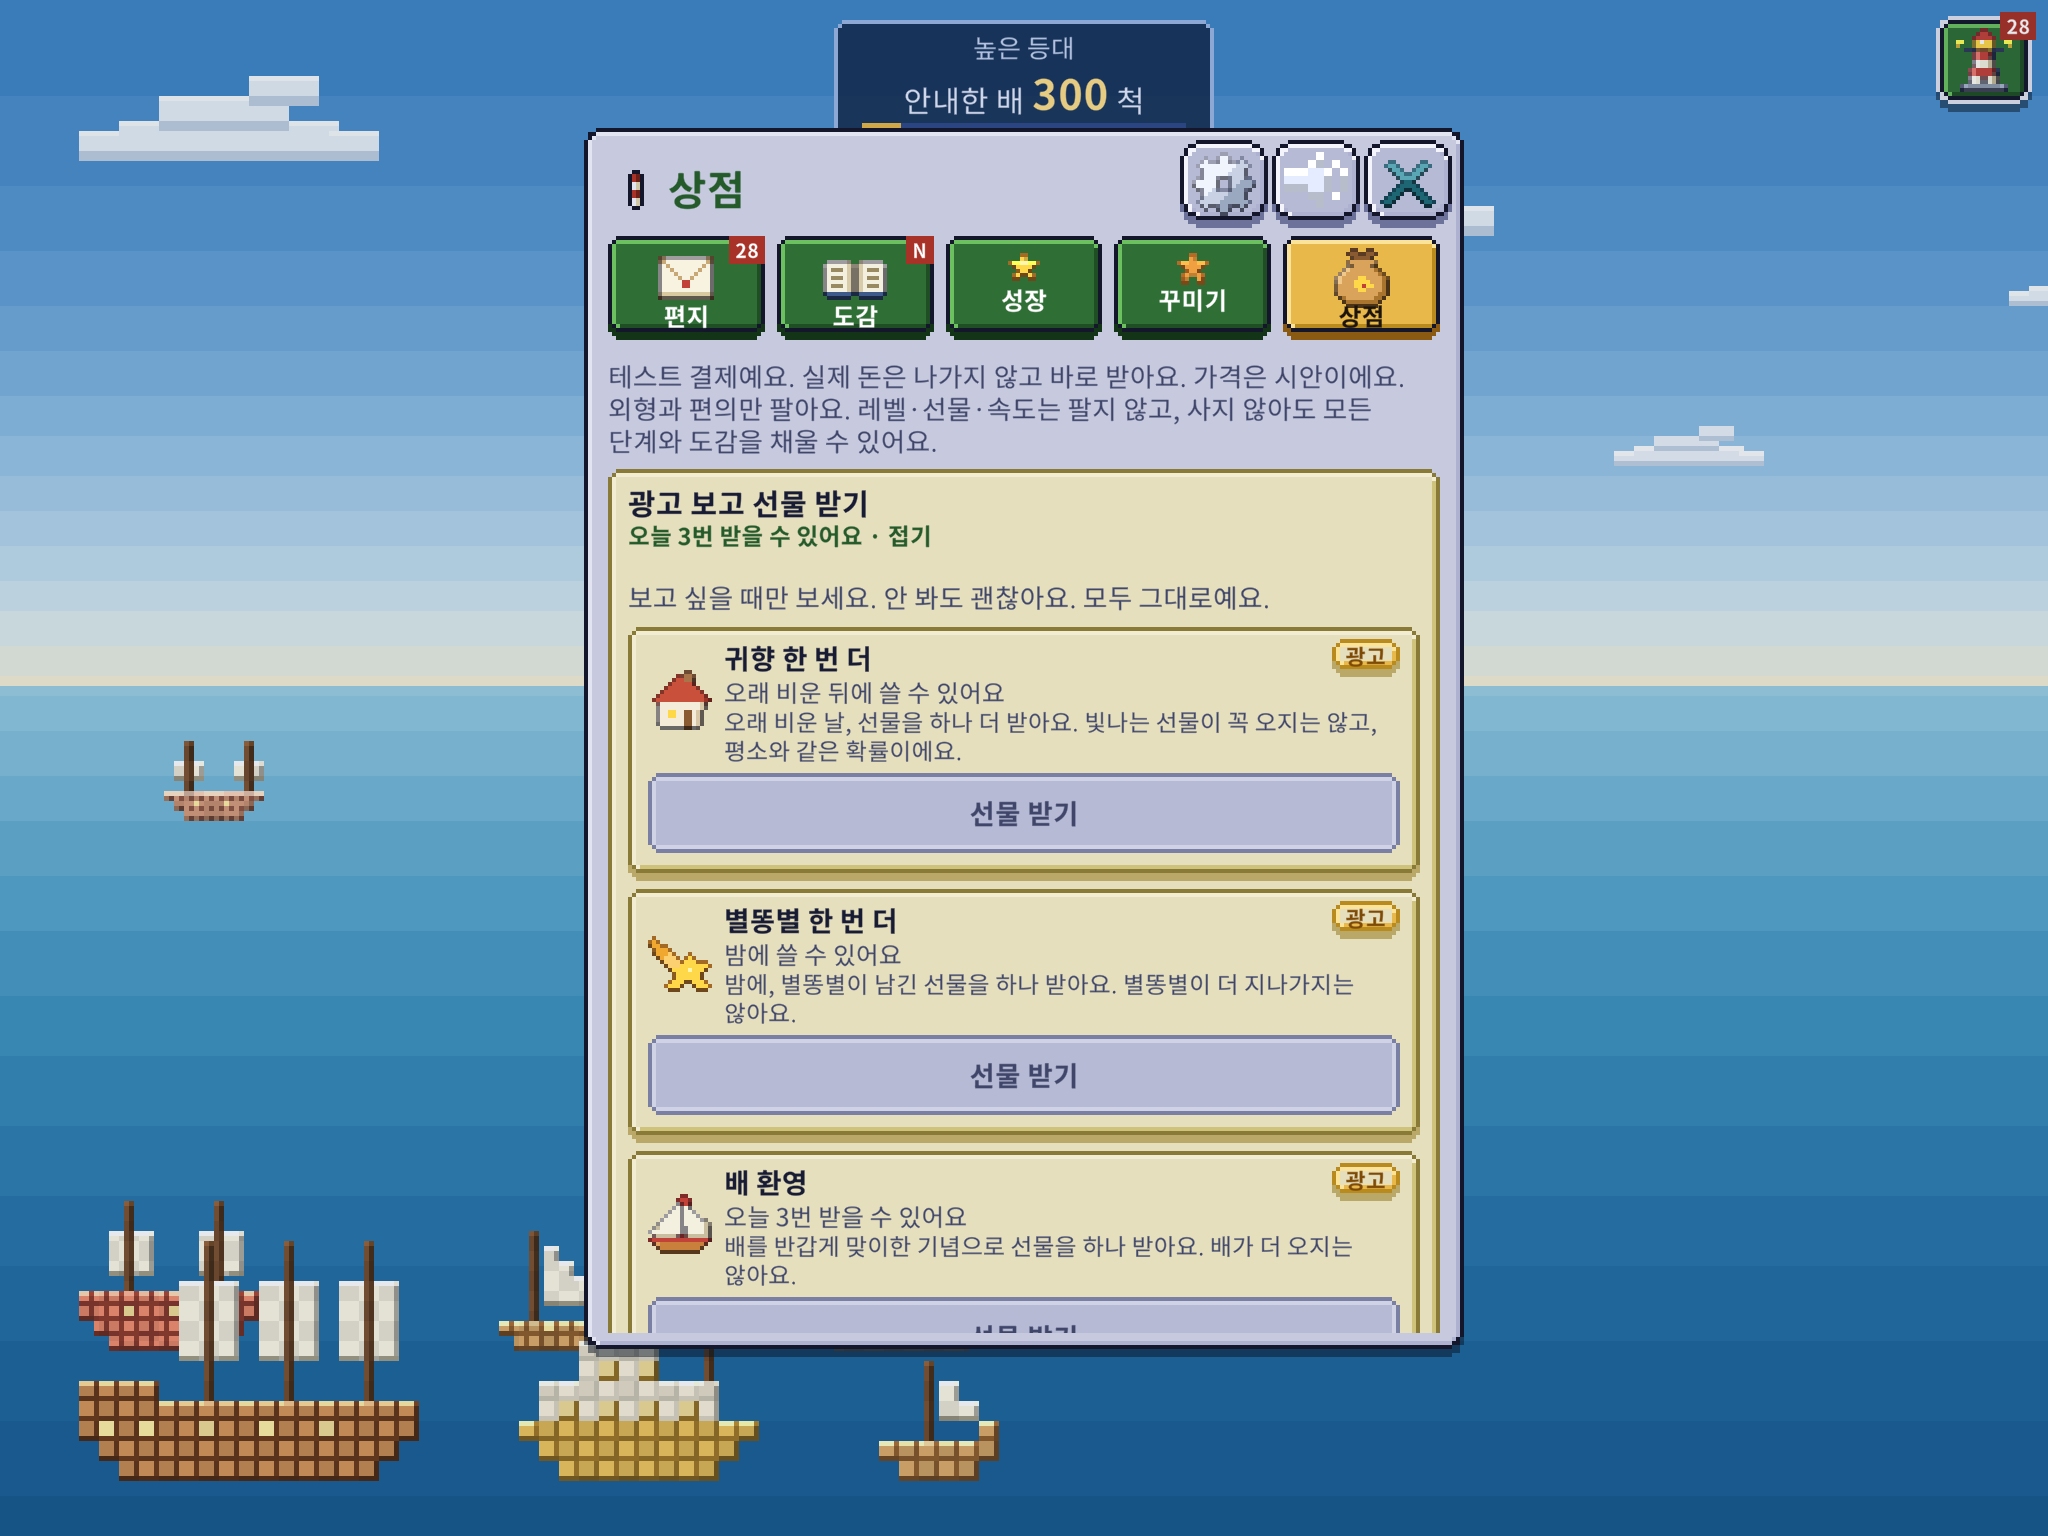 높은 등대
안내한 배 300 척
28
상점
28
편지
N
도감
성장
꾸미기
상점
테스트 결제예요. 실제 돈은 나가지 않고 바로 받아요. 가격은 시안이에요.
외형과 편의만 팔아요. 레벨·선물·속도는 팔지 않고, 사지 않아도 모든
단계와 도감을 채울 수 있어요.
광고 보고 선물 받기
오늘 3번 받을 수 있어요 · 접기
보고 싶을 때만 보세요. 안 봐도 괜찮아요. 모두 그대로예요.
귀향 한 번 더
광고
오래 비운 뒤에 쓸 수 있어요
오래 비운 날, 선물을 하나 더 받아요. 빛나는 선물이 꼭 오지는 않고,
평소와 같은 확률이에요.
선물 받기
별똥별 한 번 더
광고
밤에 쓸 수 있어요
밤에, 별똥별이 남긴 선물을 하나 받아요. 별똥별이 더 지나가지는
않아요.
선물 받기
배 환영
광고
오늘 3번 받을 수 있어요
배를 반갑게 맞이한 기념으로 선물을 하나 받아요. 배가 더 오지는
않아요.
선물 받기